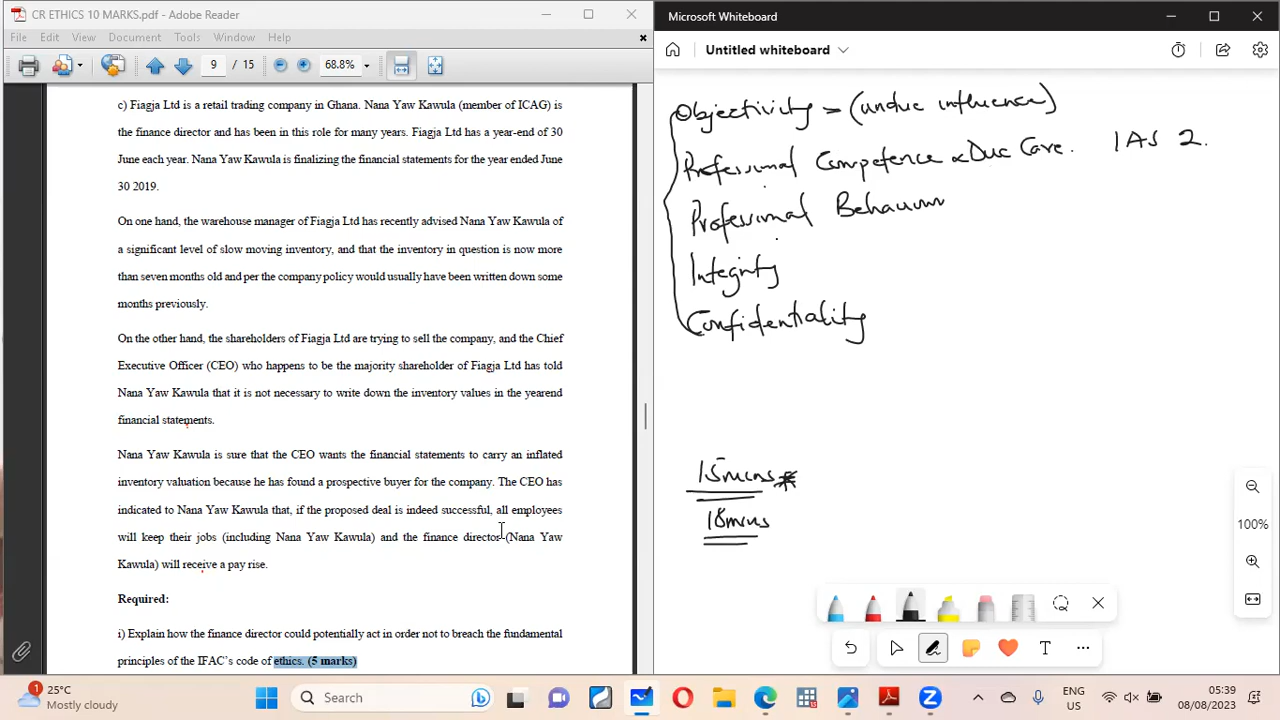 CR ETHICS 10 MARKS.pdf - Adobe Reader
File Edit View Document Tools Window Help
9 / 15 68.8%
c) Fiagja Ltd is a retail trading company in Ghana. Nana Yaw Kawula (member of ICAG) is
the finance director and has been in this role for many years. Fiagja Ltd has a year-end of 30
June each year. Nana Yaw Kawula is finalizing the financial statements for the year ended June
30 2019.
On one hand, the warehouse manager of Fiagja Ltd has recently advised Nana Yaw Kawula of
a significant level of slow moving inventory, and that the inventory in question is now more
than seven months old and per the company policy would usually have been written down some
months previously.
On the other hand, the shareholders of Fiagja Ltd are trying to sell the company, and the Chief
Executive Officer (CEO) who happens to be the majority shareholder of Fiagja Ltd has told
Nana Yaw Kawula that it is not necessary to write down the inventory values in the yearend
financial statements.
Nana Yaw Kawula is sure that the CEO wants the financial statements to carry an inflated
inventory valuation because he has found a prospective buyer for the company. The CEO has
indicated to Nana Yaw Kawula that, if the proposed deal is indeed successful, all employees
will keep their jobs (including Nana Yaw Kawula) and the finance director (Nana Yaw
Kawula) will receive a pay rise.
Required:
i) Explain how the finance director could potentially act in order not to breach the fundamental
principles of the IFAC's code of ethics. (5 marks)
Microsoft Whiteboard
Untitled whiteboard
Objectivity - (undue influence)
Professional Competence & Due Care. IAS 2.
Professional Behaviour
Integrity
Confidentiality
15mins*
18mins
100%
T
25°C
Mostly cloudy
Search
ENG
US
05:39
08/08/2023